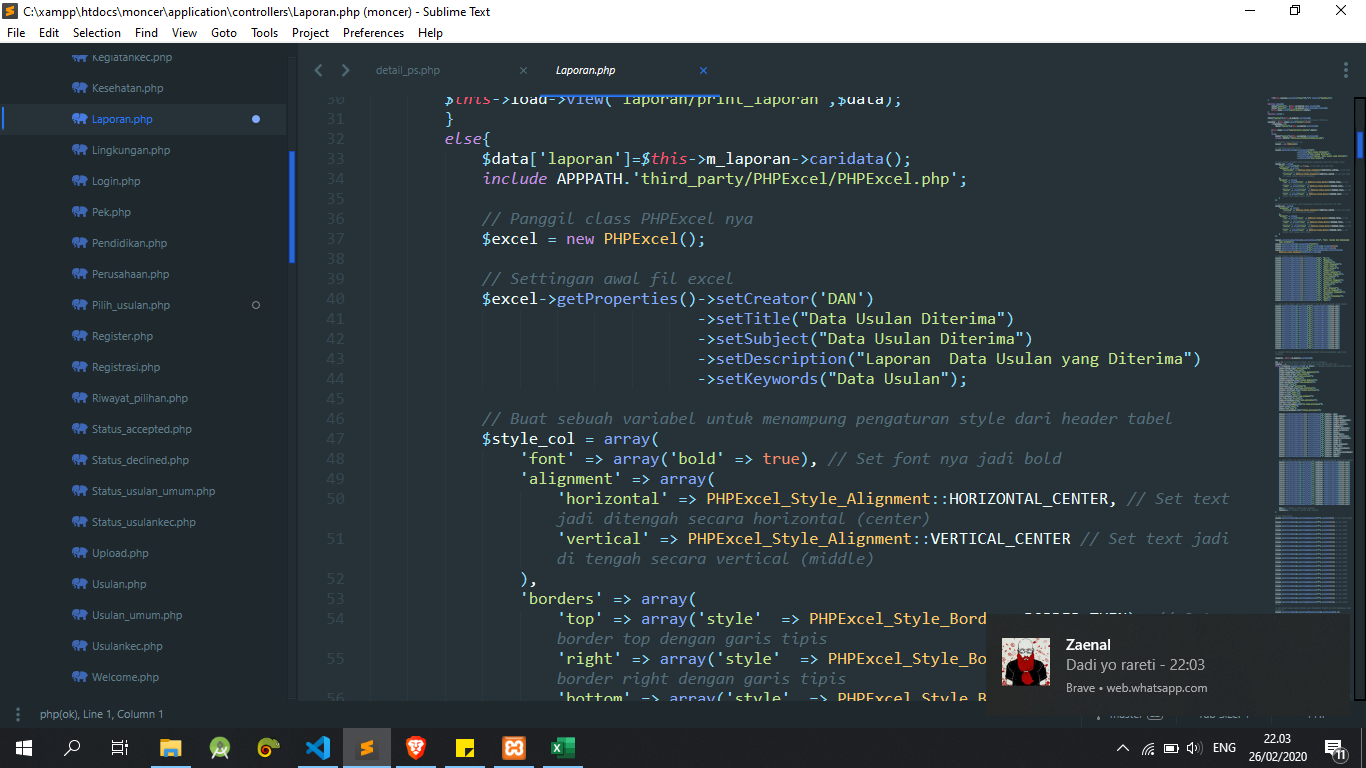 C:\xampp\htdocs\moncer\application\controllers\Laporan.php (moncer) - Sublime Text
File Edit Selection Find View Goto Tools Project Preferences Help
Kegiatankec.php
Kesehatan.php
Laporan.php
Lingkungan.php
Login.php
Pek.php
Pendidikan.php
Perusahaan.php
Pilih_usulan.php
Register.php
Registrasi.php
Riwayat_pilihan.php
Status_accepted.php
Status_declined.php
Status_usulan_umum.php
Status_usulankec.php
Upload.php
Usulan.php
Usulan_umum.php
Usulankec.php
Welcome.php
detail_ps.php Laporan.php
30 $this->load->view('laporan/print_laporan',$data);
31 }
32 else{
33 $data['laporan']=$this->m_laporan->caridata();
34 include APPPATH.'third_party/PHPExcel/PHPExcel.php';
35
36 // Panggil class PHPExcel nya
37 $excel = new PHPExcel();
38
39 // Settingan awal fil excel
40 $excel->getProperties()->setCreator('DAN')
41 ->setTitle("Data Usulan Diterima")
42 ->setSubject("Data Usulan Diterima")
43 ->setDescription("Laporan  Data Usulan yang Diterima")
44 ->setKeywords("Data Usulan");
45
46 // Buat sebuah variabel untuk menampung pengaturan style dari header tabel
47 $style_col = array(
48 'font' => array('bold' => true), // Set font nya jadi bold
49 'alignment' => array(
50 'horizontal' => PHPExcel_Style_Alignment::HORIZONTAL_CENTER, // Set text
jadi ditengah secara horizontal (center)
51 'vertical' => PHPExcel_Style_Alignment::VERTICAL_CENTER // Set text jadi
di tengah secara vertical (middle)
52 ),
53 'borders' => array(
54 'top' => array('style'  => PHPExcel_Style_Bord
border top dengan garis tipis
55 'right' => array('style'  => PHPExcel_Style_Bo
border right dengan garis tipis
56 'bottom' => array('style'  => PHPExcel_Style_B
Zaenal
Dadi yo rareti - 22:03
Brave • web.whatsapp.com
php(ok), Line 1, Column 1
master
ENG
22.03
26/02/2020
11